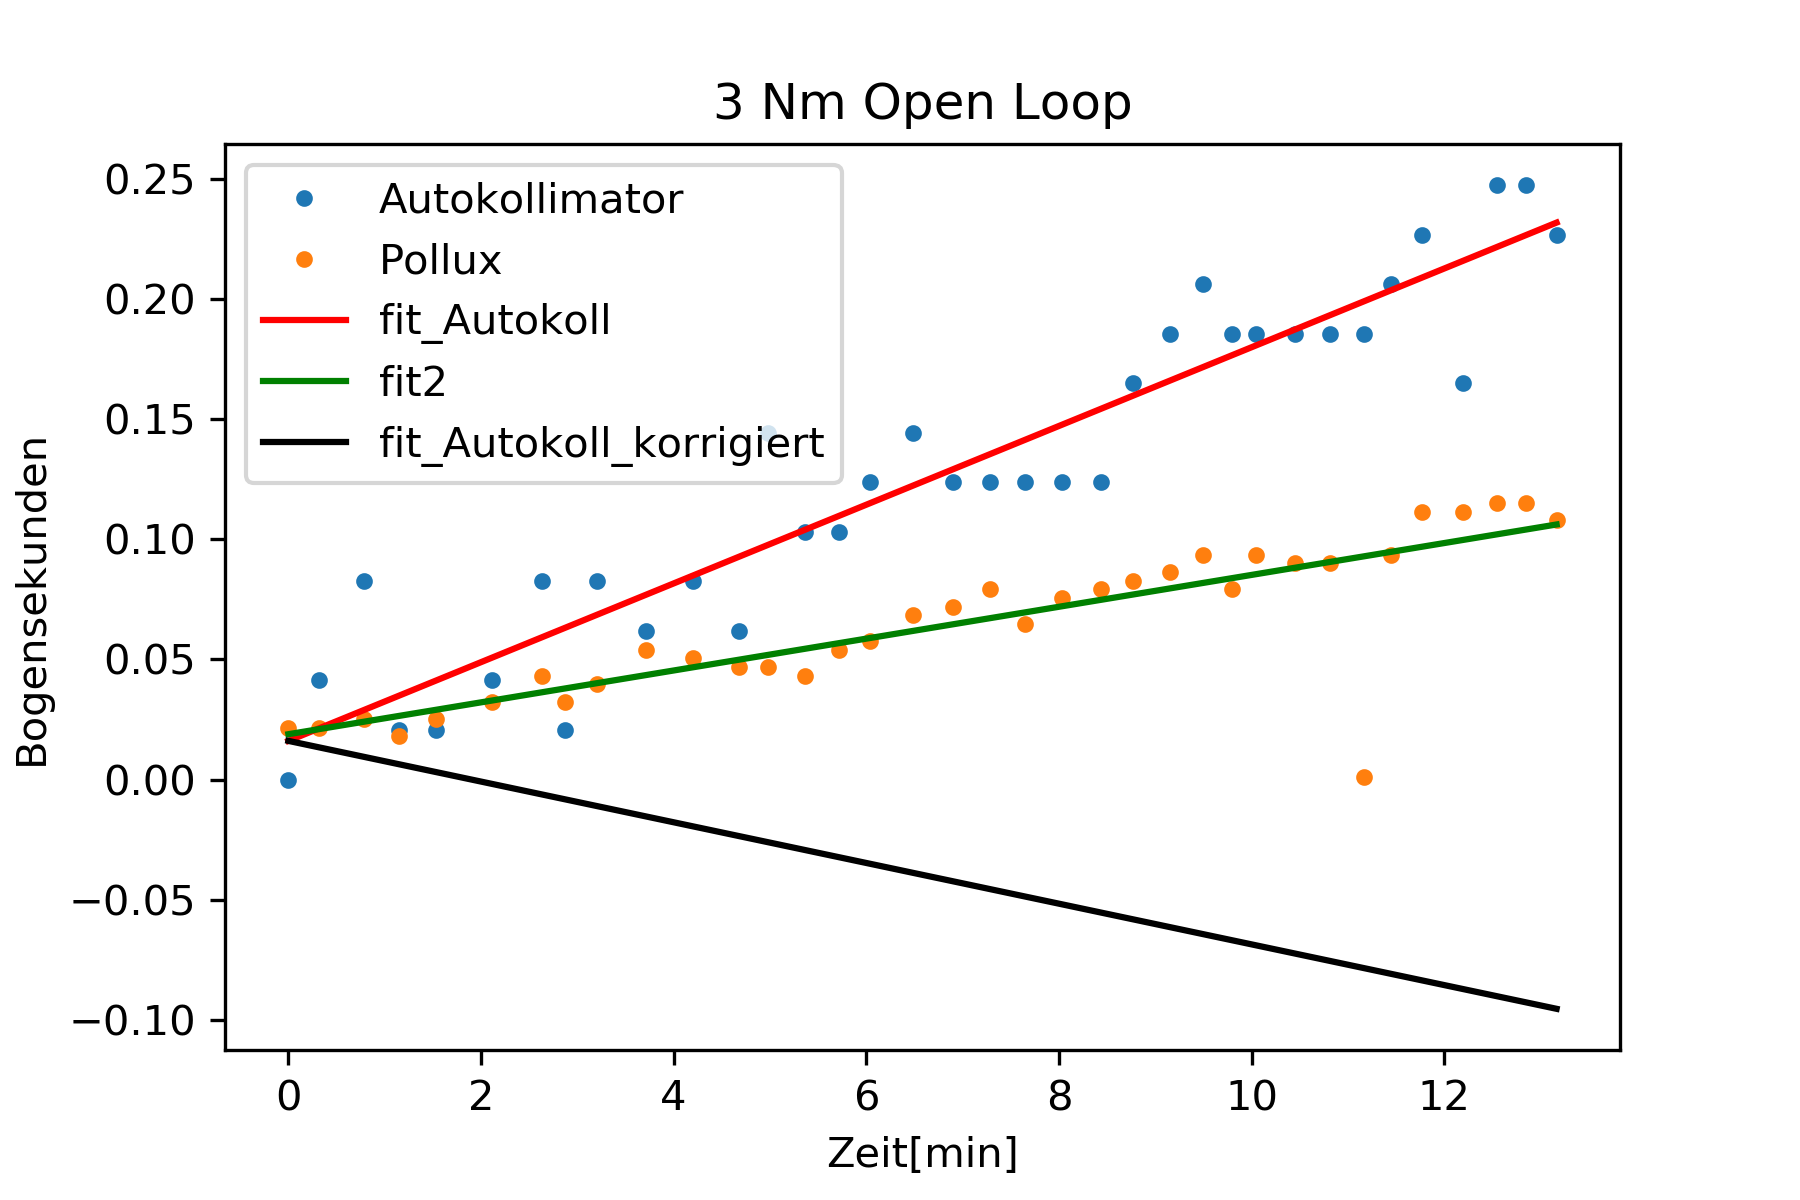 3 Nm Open Loop
Autokollimator
Pollux
fit_Autokoll
fit2
fit_Autokoll_korrigiert
0.25
0.20
0.15
0.10
0.05
0.00
−0.05
−0.10
Bogensekunden
0 2 4 6 8 10 12
Zeit[min]